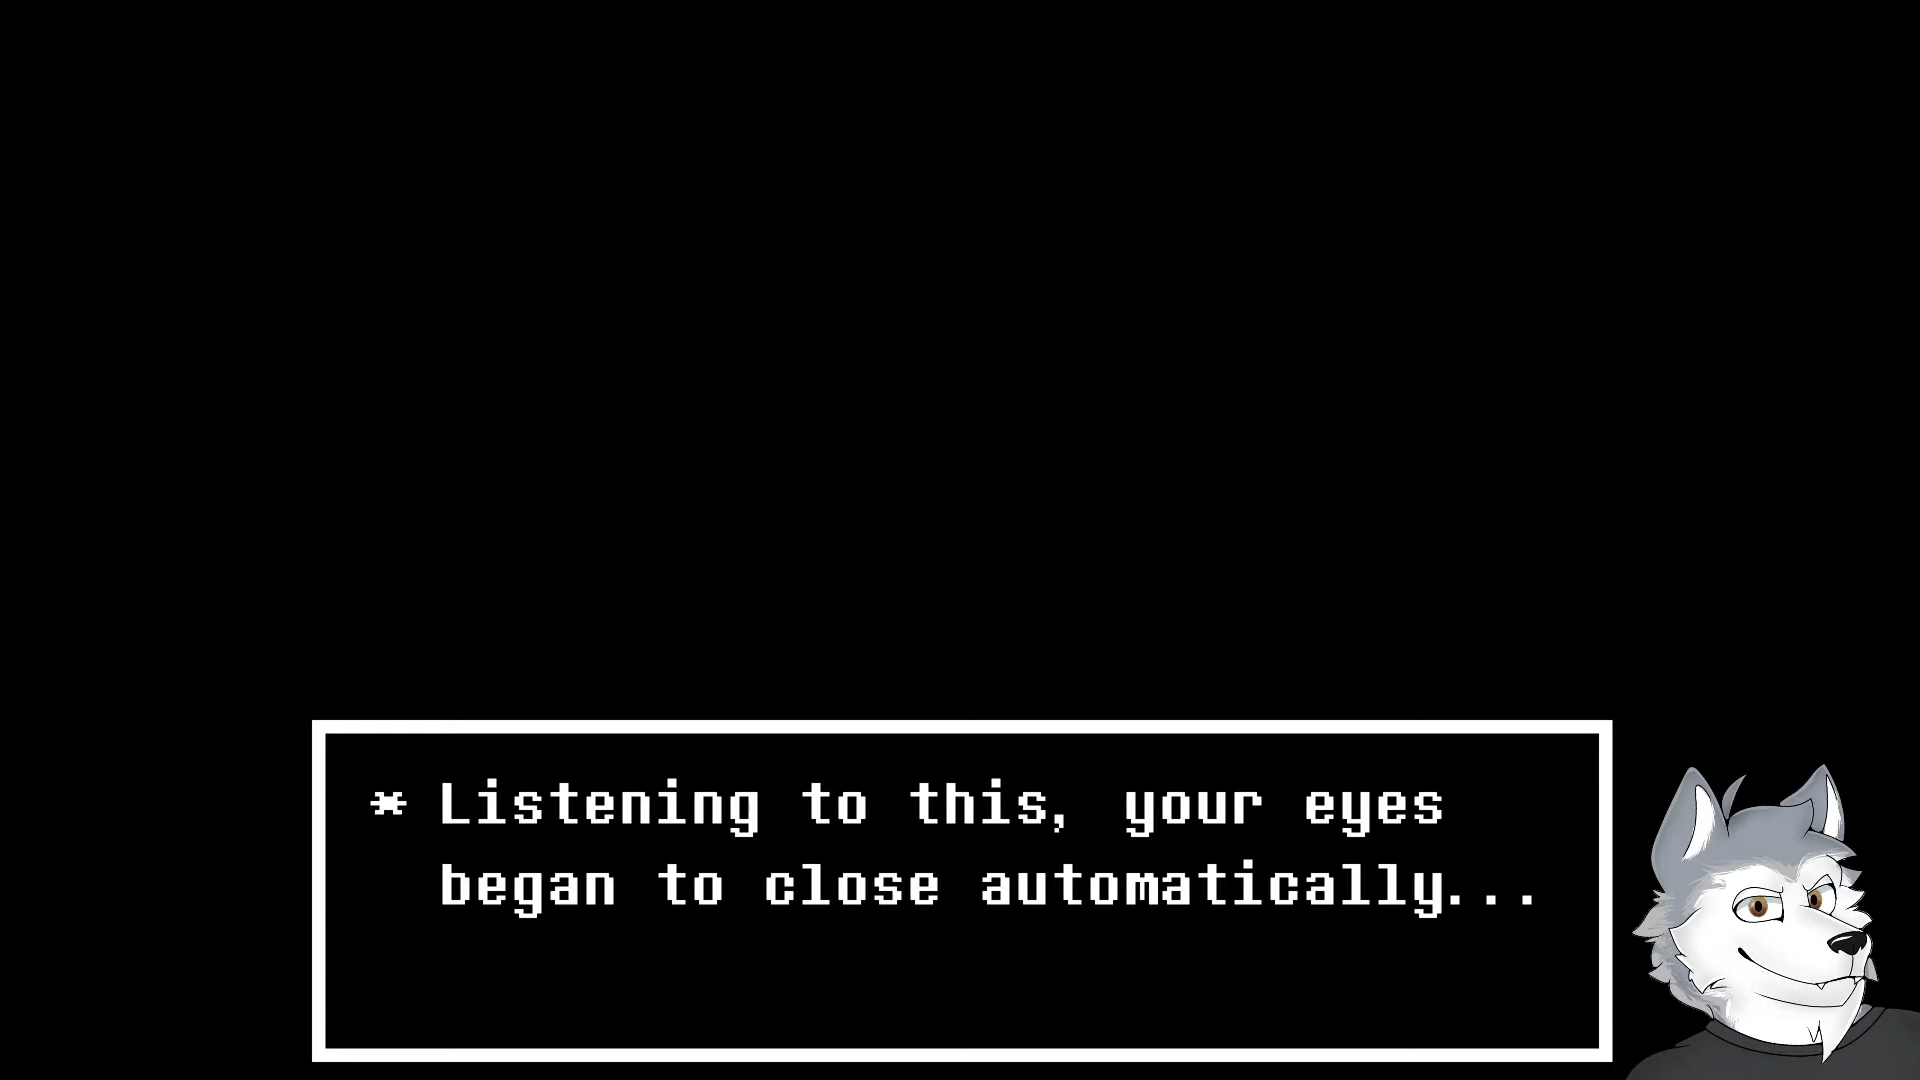 * Listening to this, your eyes
began to close automatically...